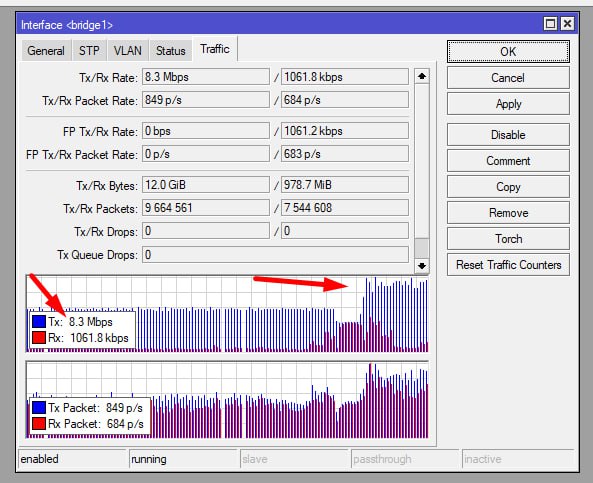 Interface <bridge1>
General STP VLAN Status Traffic
Tx/Rx Rate: 8.3 Mbps / 1061.8 kbps
Tx/Rx Packet Rate: 849 p/s / 684 p/s
FP Tx/Rx Rate: 0 bps / 1061.2 kbps
FP Tx/Rx Packet Rate: 0 p/s / 683 p/s
Tx/Rx Bytes: 12.0 GiB / 978.7 MiB
Tx/Rx Packets: 9 664 561 / 7 544 608
Tx/Rx Drops: 0 / 0
Tx Queue Drops: 0
Tx: 8.3 Mbps
Rx: 1061.8 kbps
Tx Packet: 849 p/s
Rx Packet: 684 p/s
OK
Cancel
Apply
Disable
Comment
Copy
Remove
Torch
Reset Traffic Counters
enabled running slave passthrough inactive